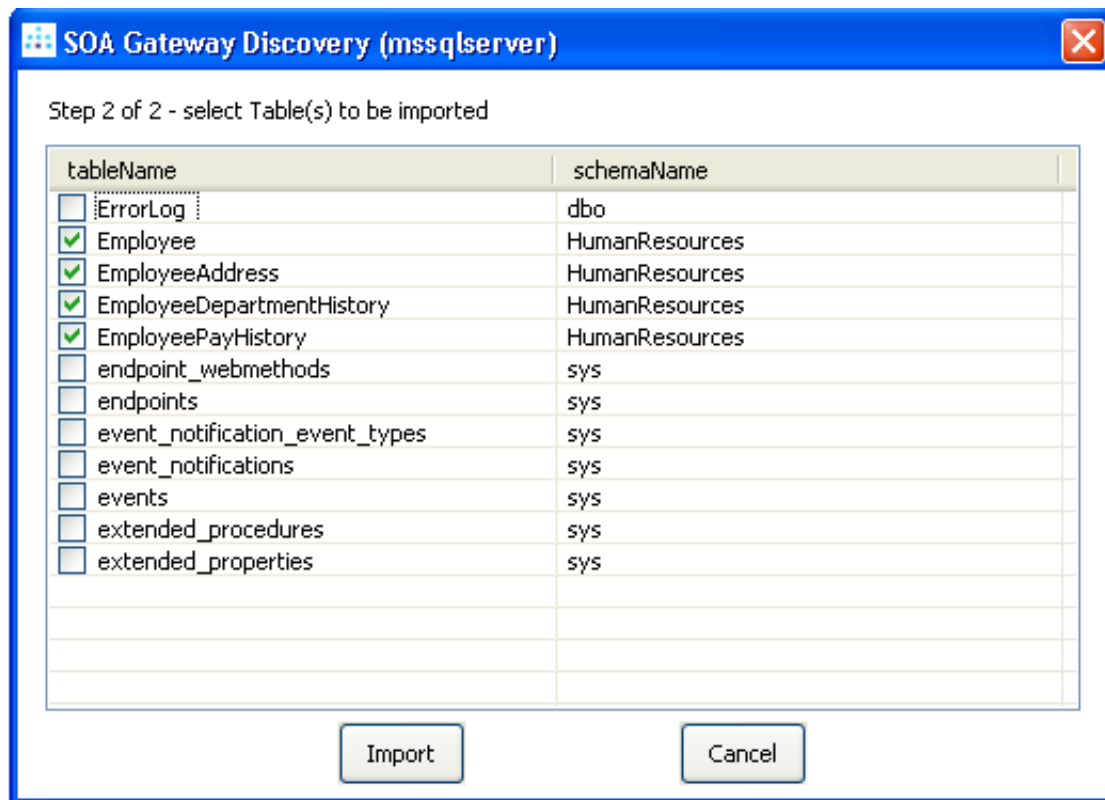 SOA Gateway Discovery (mssqlserver)
Step 2 of 2 - select Table(s) to be imported
tableName schemaName
ErrorLog dbo
Employee HumanResources
EmployeeAddress HumanResources
EmployeeDepartmentHistory HumanResources
EmployeePayHistory HumanResources
endpoint_webmethods sys
endpoints sys
event_notification_event_types sys
event_notifications sys
events sys
extended_procedures sys
extended_properties sys
Import Cancel